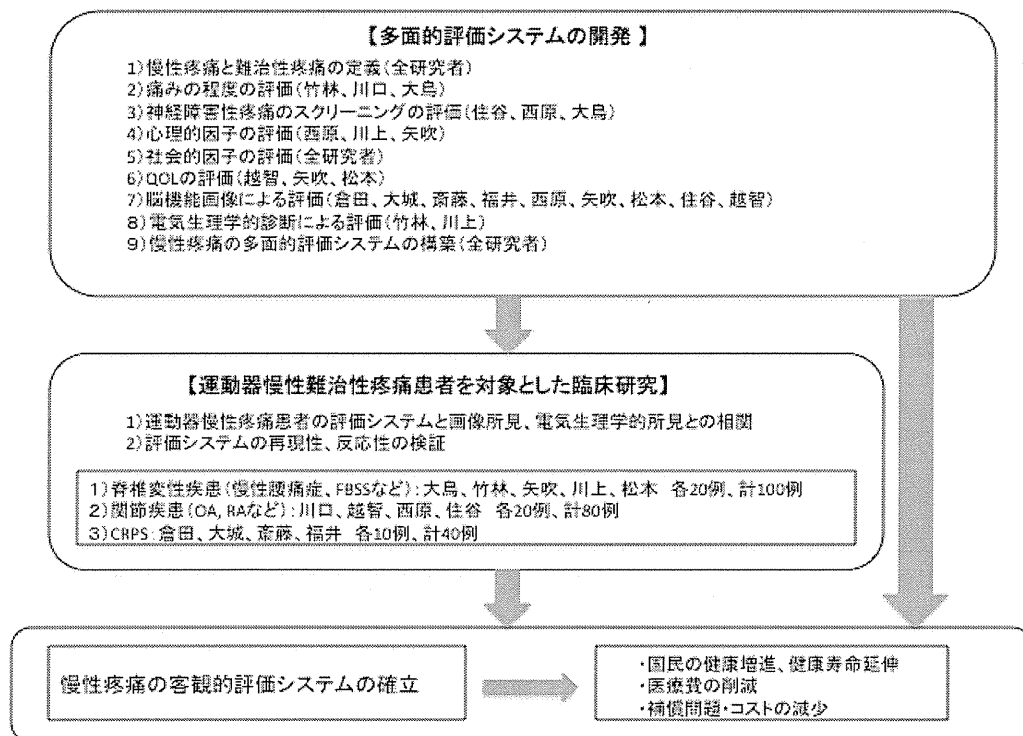 【多面的評価システムの開発 】
1)慢性疼痛と難治性疼痛の定義(全研究者)
2)痛みの程度の評価(竹林、川口、大鳥)
3)神経障害性疼痛のスクリーニングの評価(住谷、西原、大鳥)
4)心理的因子の評価(西原、川上、矢吹)
5)社会的因子の評価(全研究者)
6)QOLの評価(越智、矢吹、松本)
7)脳機能画像による評価(倉田、大城、斎藤、福井、西原、矢吹、松本、住谷、越智)
8)電気生理学的診断による評価(竹林、川上)
9)慢性疼痛の多面的評価システムの構築(全研究者)
【運動器慢性難治性疼痛患者を対象とした臨床研究】
1)運動器慢性疼痛患者の評価システムと画像所見、電気生理学的所見との相関
2)評価システムの再現性、反応性の検証
1)脊椎変性疾患(慢性腰痛症、FBSSなど):大鳥、竹林、矢吹、川上、松本 各20例、計100例
2)関節疾患(OA, RAなど):川口、越智、西原、住谷 各20例、計80例
3)CRPS:倉田、大城、斎藤、福井 各10例、計40例
慢性疼痛の客観的評価システムの確立
・国民の健康増進、健康寿命延伸
・医療費の削減
・補償問題・コストの減少